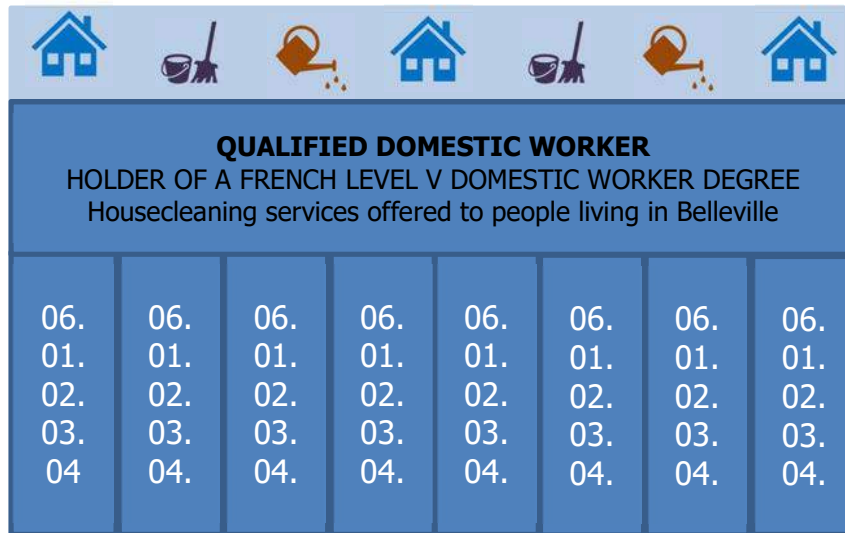 QUALIFIED DOMESTIC WORKER
HOLDER OF A FRENCH LEVEL V DOMESTIC WORKER DEGREE
Housecleaning services offered to people living in Belleville
06. 06. 06. 06. 06. 06. 06. 06.
01. 01. 01. 01. 01. 01. 01. 01.
02. 02. 02. 02. 02. 02. 02. 02.
03. 03. 03. 03. 03. 03. 03. 03.
04 04. 04. 04. 04. 04. 04. 04.